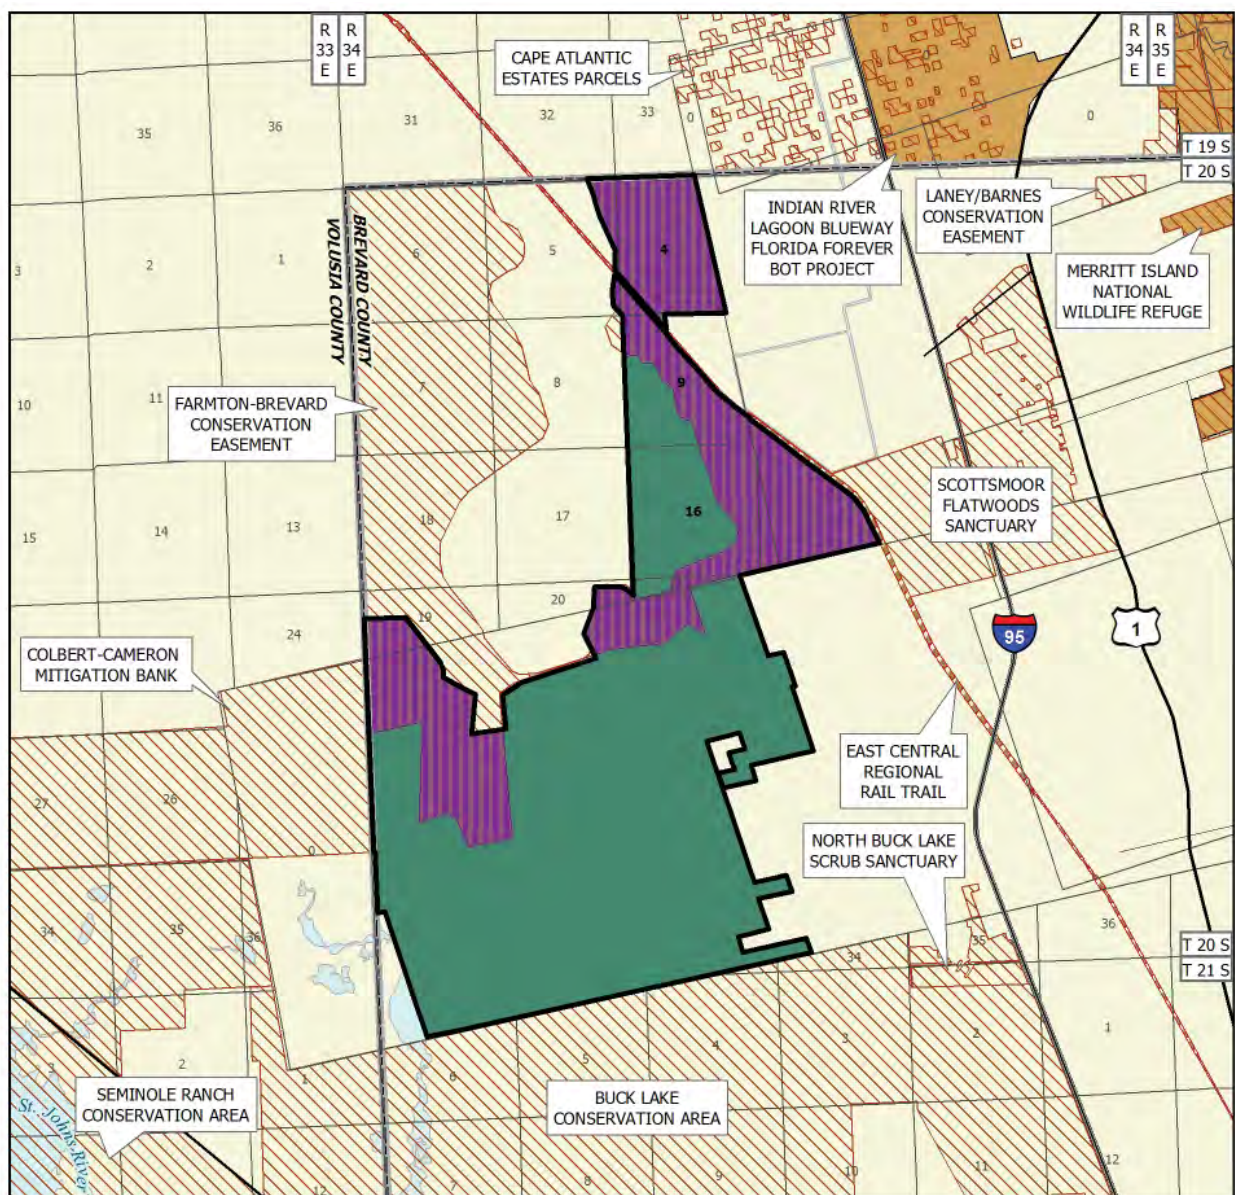 R
33
E
R
34
E
R
34
E
R
35
E
CAPE ATLANTIC
ESTATES PARCELS
31
32
33
0
0
0
35
36
T 19 S
T 20 S
LANEY/BARNES
CONSERVATION
EASEMENT
INDIAN RIVER
LAGOON BLUEWAY
FLORIDA FOREVER
BOT PROJECT
MERRITT ISLAND
NATIONAL
WILDLIFE REFUGE
BREVARD COUNTY
VOLUSIA COUNTY
3
2
1
6
5
4
10
11
7
8
9
FARMTON-BREVARD
CONSERVATION
EASEMENT
SCOTTSMOOR
FLATWOODS
SANCTUARY
15
14
13
18
17
16
24
19
20
95
1
COLBERT-CAMERON
MITIGATION BANK
EAST CENTRAL
REGIONAL
RAIL TRAIL
27
26
0
NORTH BUCK LAKE
SCRUB SANCTUARY
34
35
36
34
35
36
T 20 S
T 21 S
3
2
1
6
5
4
3
2
1
SEMINOLE RANCH
CONSERVATION AREA
BUCK LAKE
CONSERVATION AREA
St. Johns River
12
7
8
9
10
11
12